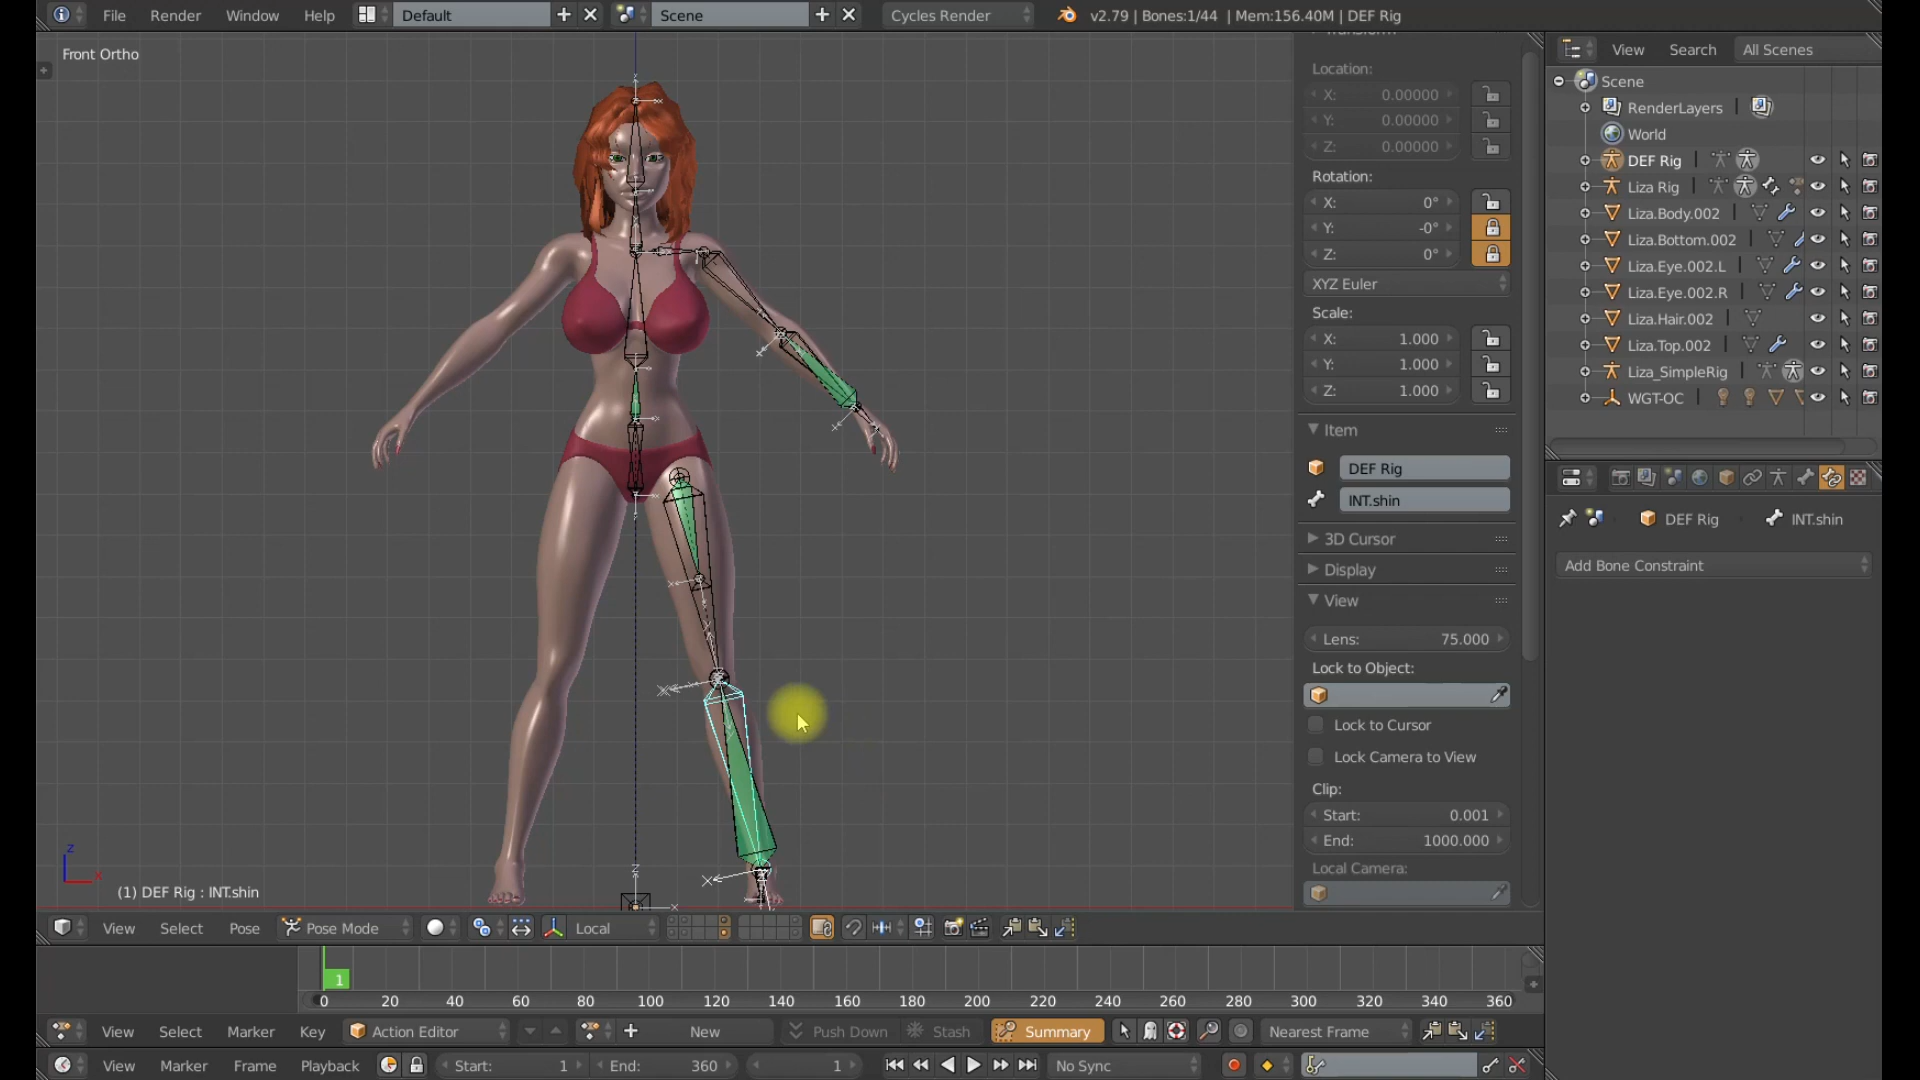 File Render Window Help Default Scene Cycles Render v2.79 | Bones:1/44 | Mem:156.40M | DEF Rig
Front Ortho
Location:
X: 0.00000
Y: 0.00000
Z: 0.00000
Rotation:
X: 0°
Y: -0°
Z: 0°
XYZ Euler
Scale:
X: 1.000
Y: 1.000
Z: 1.000
Item
DEF Rig
INT.shin
3D Cursor
Display
View
Lens: 75.000
Lock to Object:
Lock to Cursor
Lock Camera to View
Clip:
Start: 0.001
End: 1000.000
Local Camera:
View Search All Scenes
Scene
RenderLayers
World
DEF Rig
Liza Rig
Liza.Body.002
Liza.Bottom.002
Liza.Eye.002.L
Liza.Eye.002.R
Liza.Hair.002
Liza.Top.002
Liza_SimpleRig
WGT-OC
DEF Rig INT.shin
Add Bone Constraint
(1) DEF Rig : INT.shin
View Select Pose Pose Mode Local
1
0 20 40 60 80 100 120 140 160 180 200 220 240 260 280 300 320 340 360
View Select Marker Key Action Editor New Push Down Stash Summary Nearest Frame
View Marker Frame Playback Start: 1 End: 360 1 No Sync